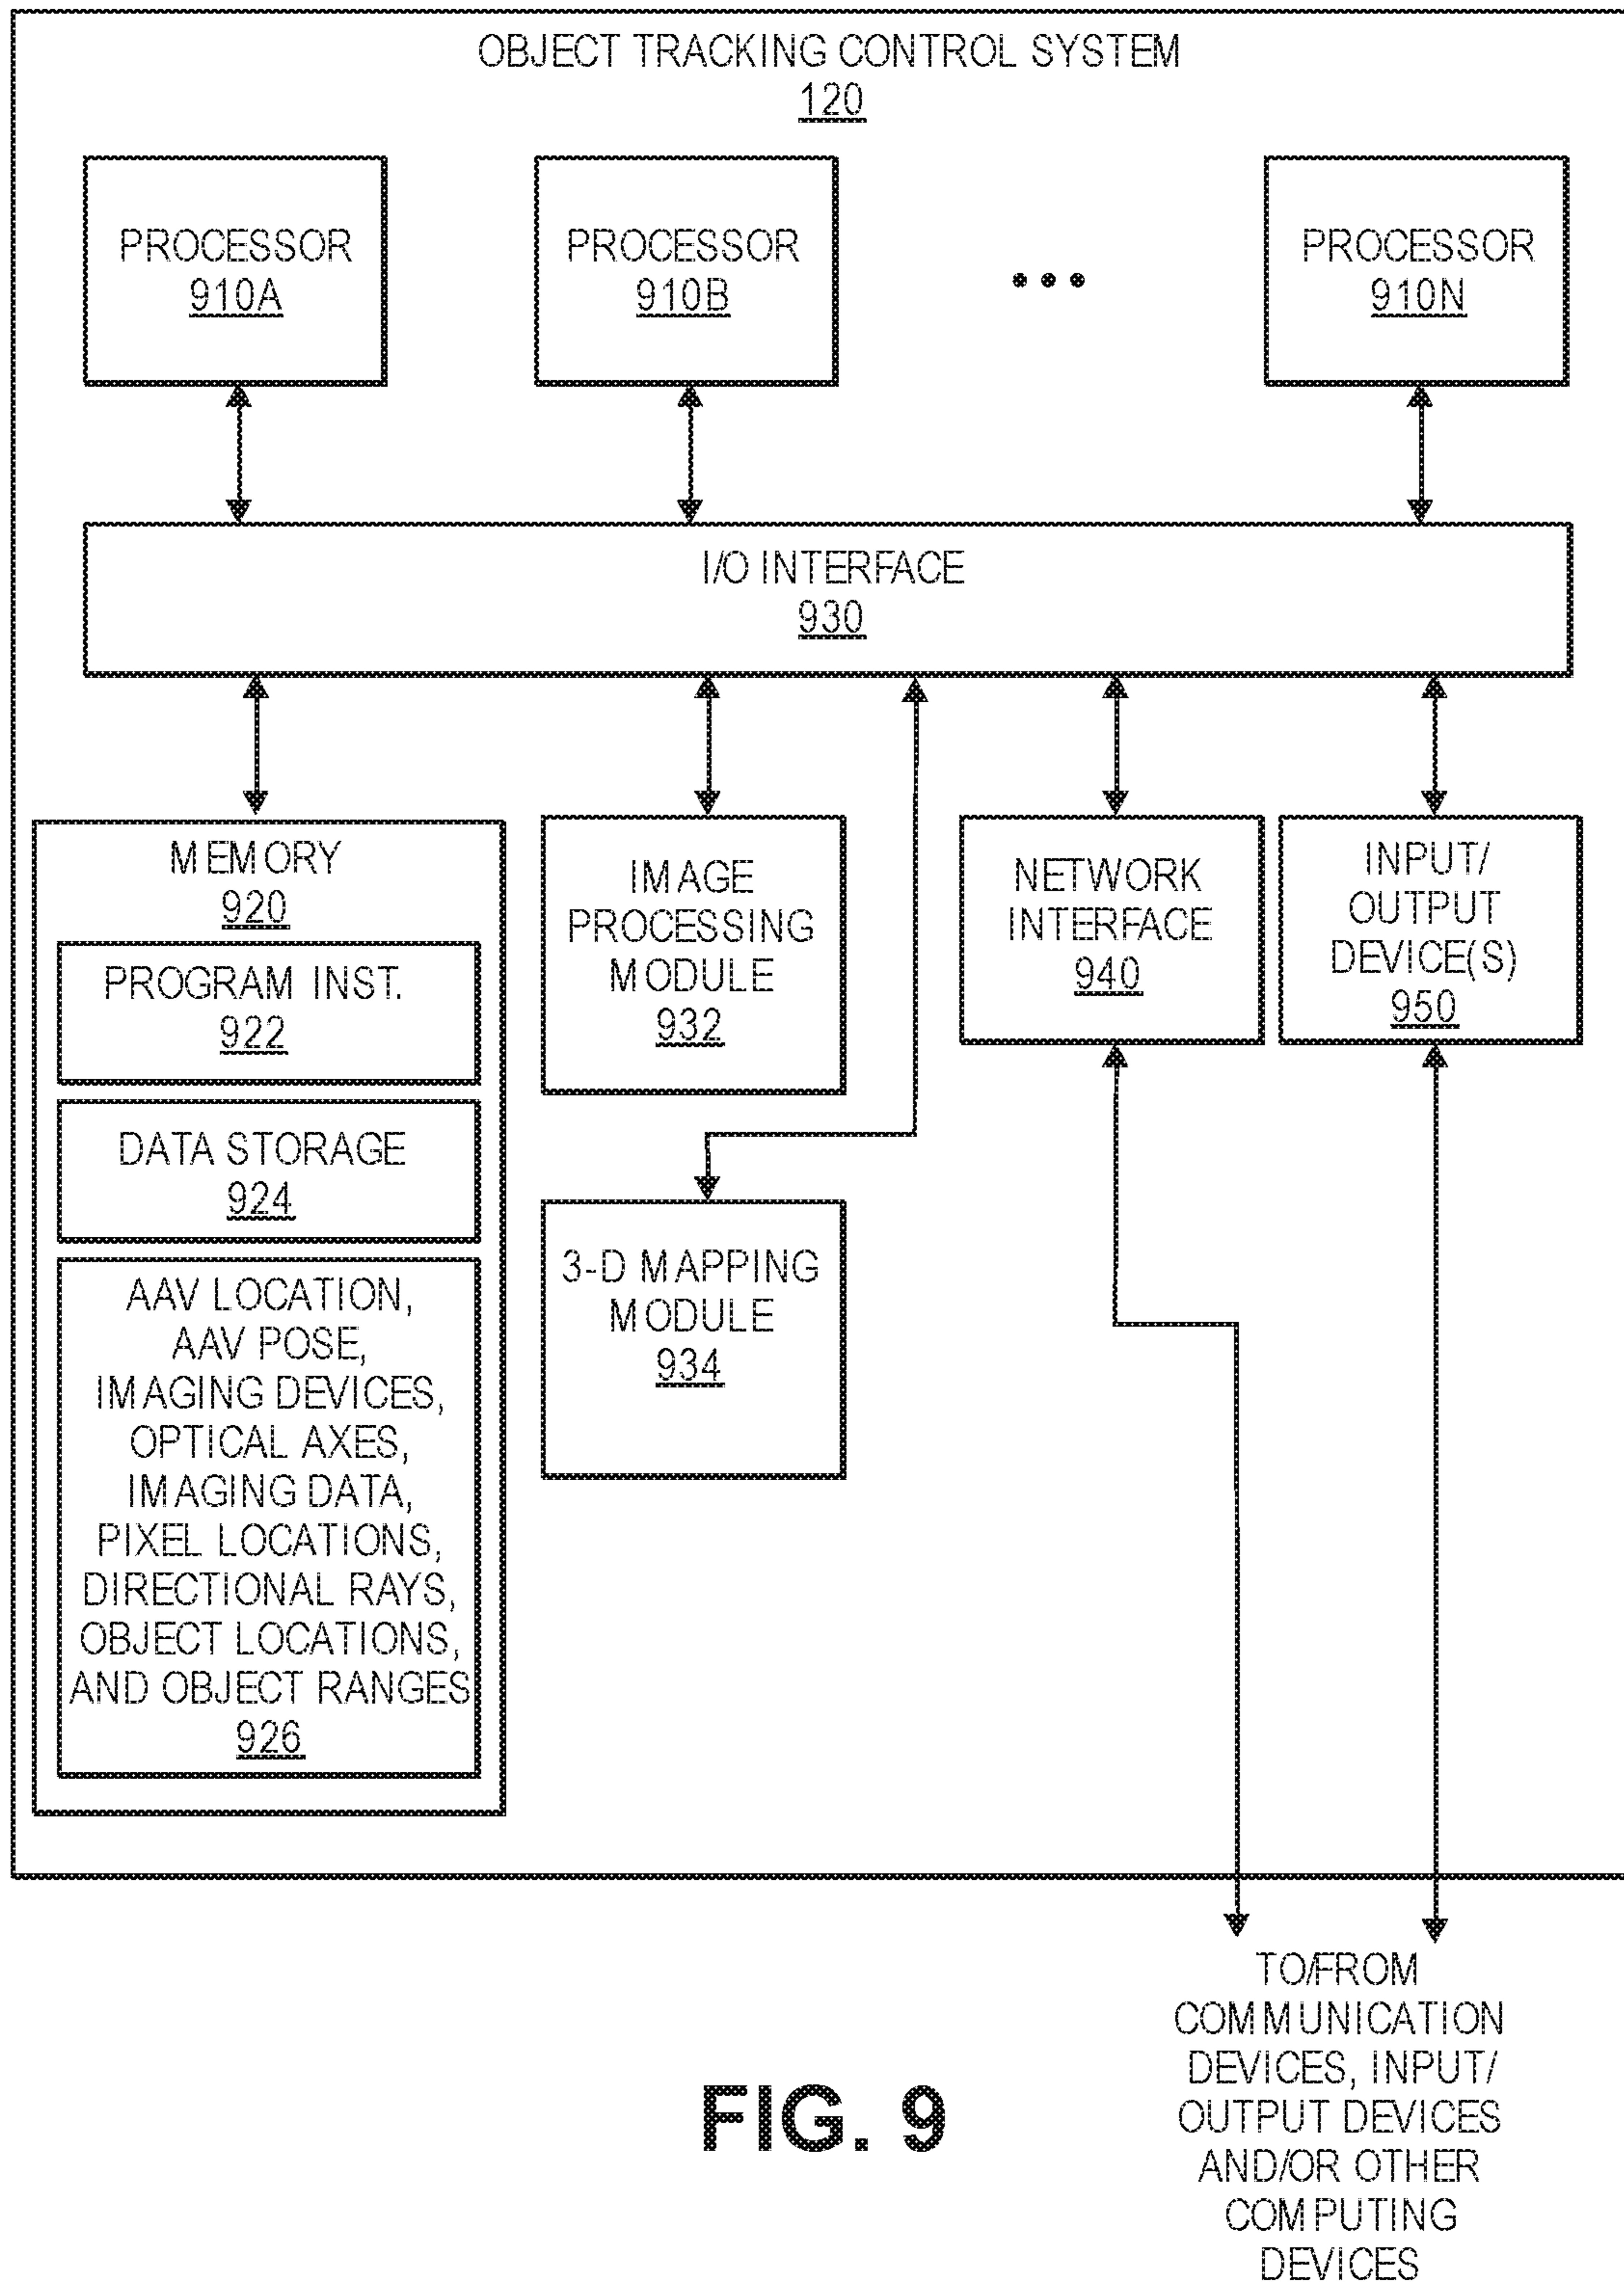 OBJECT TRACKING CONTROL SYSTEM
120
PROCESSOR
910A
PROCESSOR
910B
PROCESSOR
910N
I/O INTERFACE
930
MEMORY
920
PROGRAM INST.
922
DATA STORAGE
924
AAV LOCATION,
AAV POSE,
IMAGING DEVICES,
OPTICAL AXES,
IMAGING DATA,
PIXEL LOCATIONS,
DIRECTIONAL RAYS,
OBJECT LOCATIONS,
AND OBJECT RANGES
926
IMAGE
PROCESSING
MODULE
932
3-D MAPPING
MODULE
934
NETWORK
INTERFACE
940
INPUT/
OUTPUT
DEVICE(S)
950
TO/FROM
COMMUNICATION
DEVICES, INPUT/
OUTPUT DEVICES
AND/OR OTHER
COMPUTING
DEVICES
FIG. 9